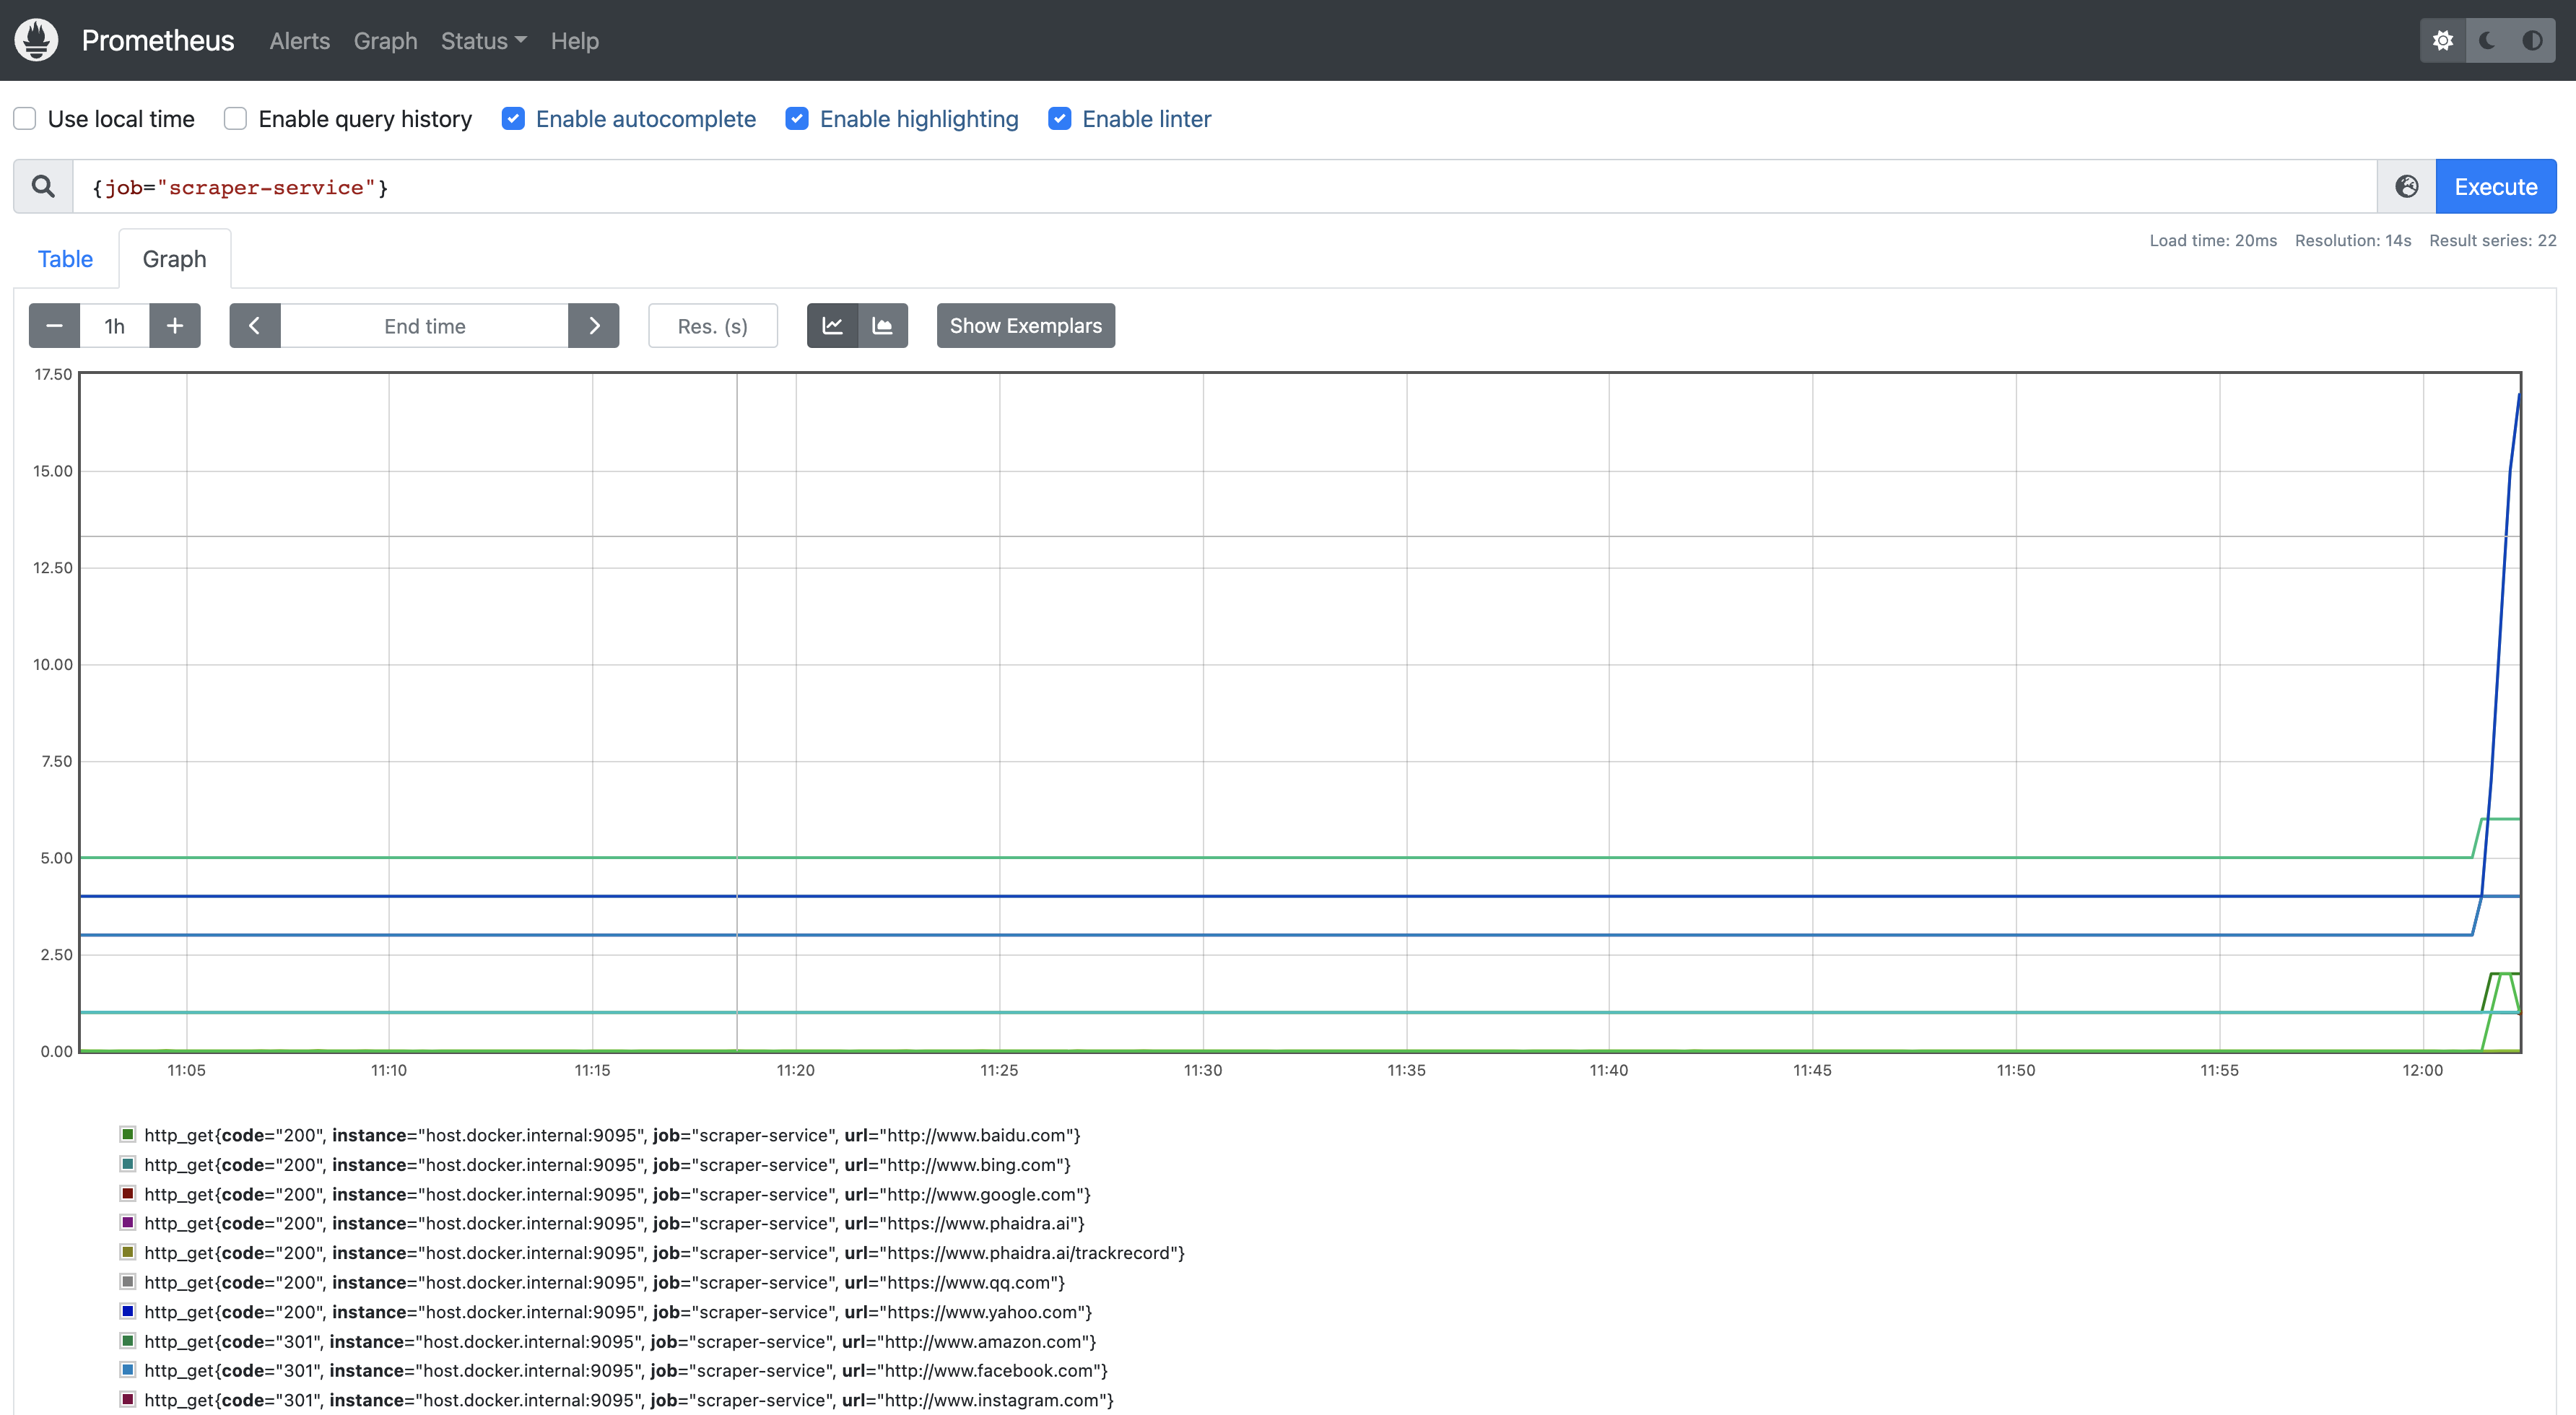 Prometheus Alerts Graph Status Help
Use local time Enable query history Enable autocomplete Enable highlighting Enable linter
{job="scraper-service"} Execute
Table Graph Load time: 20ms Resolution: 14s Result series: 22
1h End time Res. (s) Show Exemplars
17.50
15.00
12.50
10.00
7.50
5.00
2.50
0.00
11:05 11:10 11:15 11:20 11:25 11:30 11:35 11:40 11:45 11:50 11:55 12:00
http_get{code="200", instance="host.docker.internal:9095", job="scraper-service", url="http://www.baidu.com"}
http_get{code="200", instance="host.docker.internal:9095", job="scraper-service", url="http://www.bing.com"}
http_get{code="200", instance="host.docker.internal:9095", job="scraper-service", url="http://www.google.com"}
http_get{code="200", instance="host.docker.internal:9095", job="scraper-service", url="https://www.phaidra.ai"}
http_get{code="200", instance="host.docker.internal:9095", job="scraper-service", url="https://www.phaidra.ai/trackrecord"}
http_get{code="200", instance="host.docker.internal:9095", job="scraper-service", url="https://www.qq.com"}
http_get{code="200", instance="host.docker.internal:9095", job="scraper-service", url="https://www.yahoo.com"}
http_get{code="301", instance="host.docker.internal:9095", job="scraper-service", url="http://www.amazon.com"}
http_get{code="301", instance="host.docker.internal:9095", job="scraper-service", url="http://www.facebook.com"}
http_get{code="301", instance="host.docker.internal:9095", job="scraper-service", url="http://www.instagram.com"}